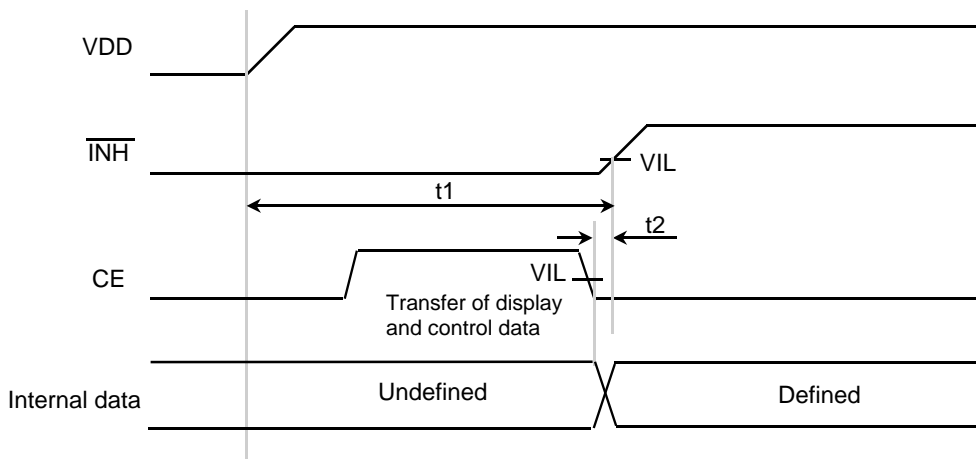 VDD
INH
VIL
t1
t2
VIL
CE
Transfer of display
and control data
Internal data
Undefined
Defined